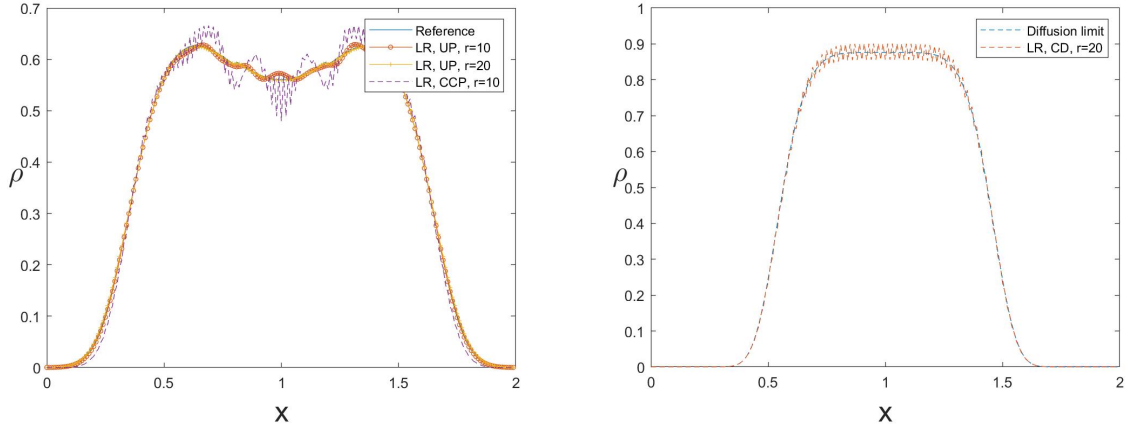 0.7
0.6
0.5
0.4
0.3
0.2
0.1
0
ρ
0
0.5
1
1.5
2
x
Reference
LR, UP, r=10
LR, UP, r=20
LR, CCP, r=10
1
0.9
0.8
0.7
0.6
0.5
0.4
0.3
0.2
0.1
0
ρ
0
0.5
1
1.5
2
x
Diffusion limit
LR, CD, r=20